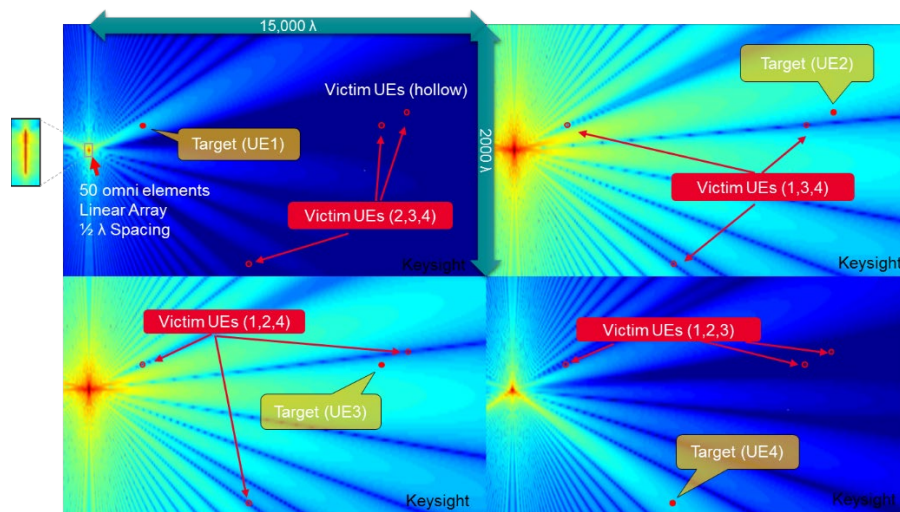 15,000 λ
Victim UEs (hollow)
Target (UE1)
50 omni elements
Linear Array
½ λ Spacing
Victim UEs (2,3,4)
Keysight
2000 λ
Target (UE2)
Victim UEs (1,3,4)
Keysight
Victim UEs (1,2,4)
Target (UE3)
Keysight
Victim UEs (1,2,3)
Target (UE4)
Keysight